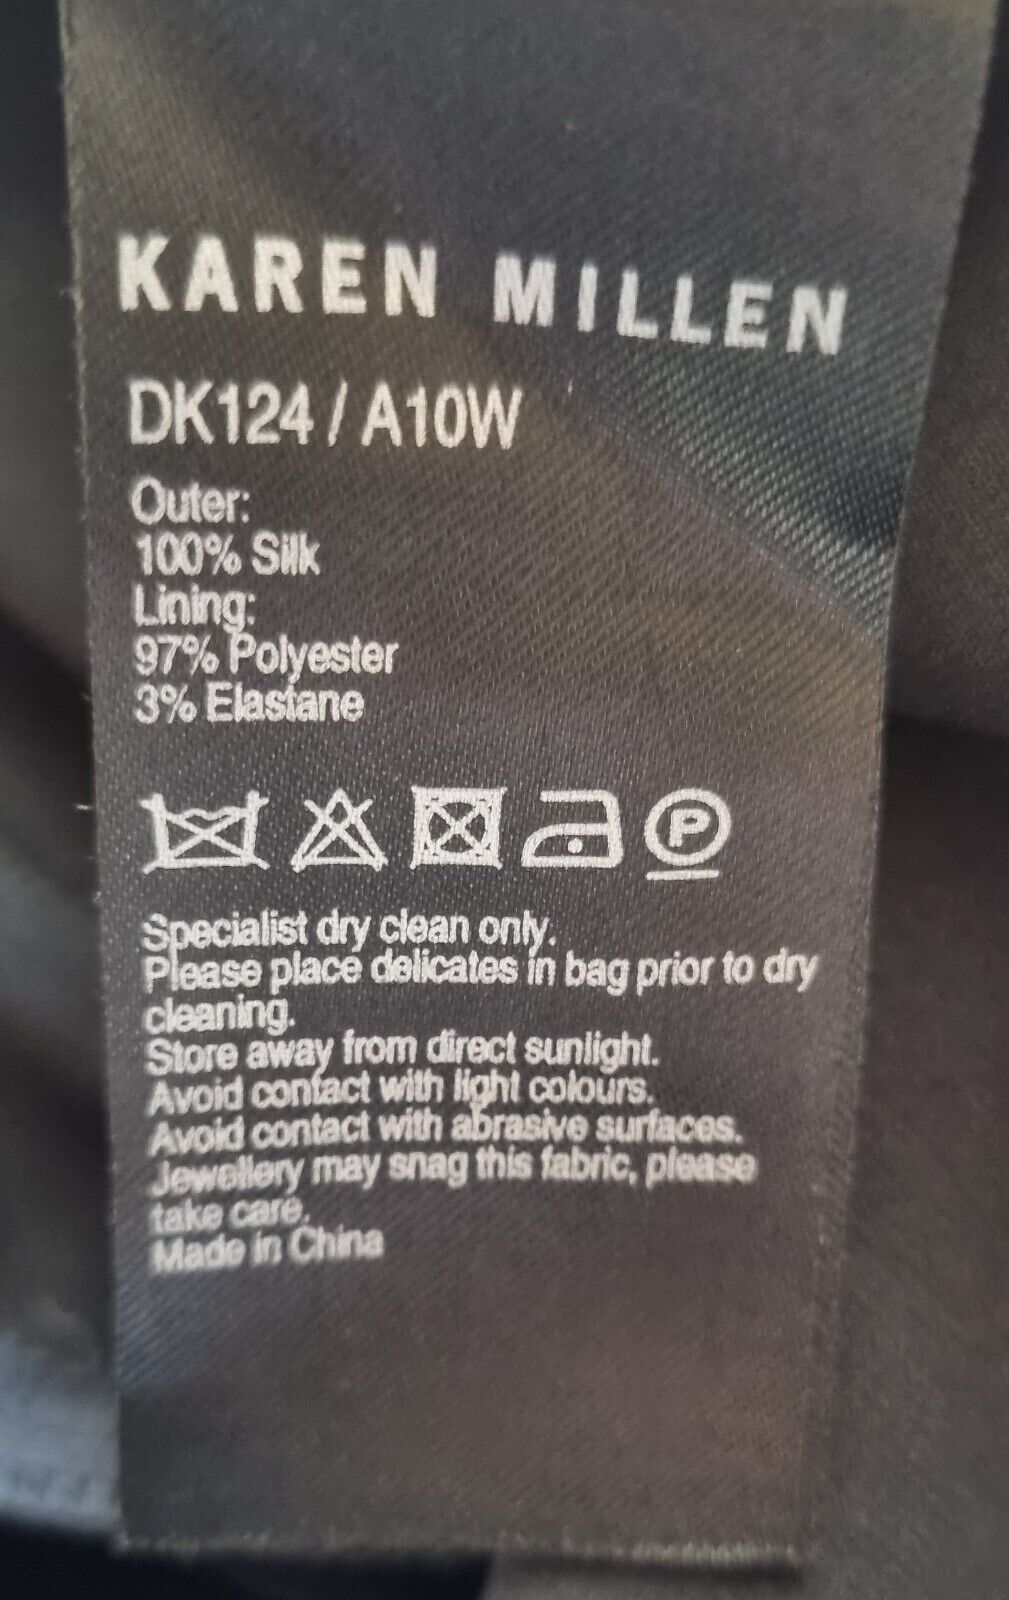 KAREN MILLEN
DK124 / A10W
Outer:
100% Silk
Lining:
97% Polyester
3% Elastane
P
Specialist dry clean only.
Please place delicates in bag prior to dry
cleaning.
Store away from direct sunlight.
Avoid contact with light colours.
Avoid contact with abrasive surfaces.
Jewellery may snag this fabric, please
take care.
Made in China